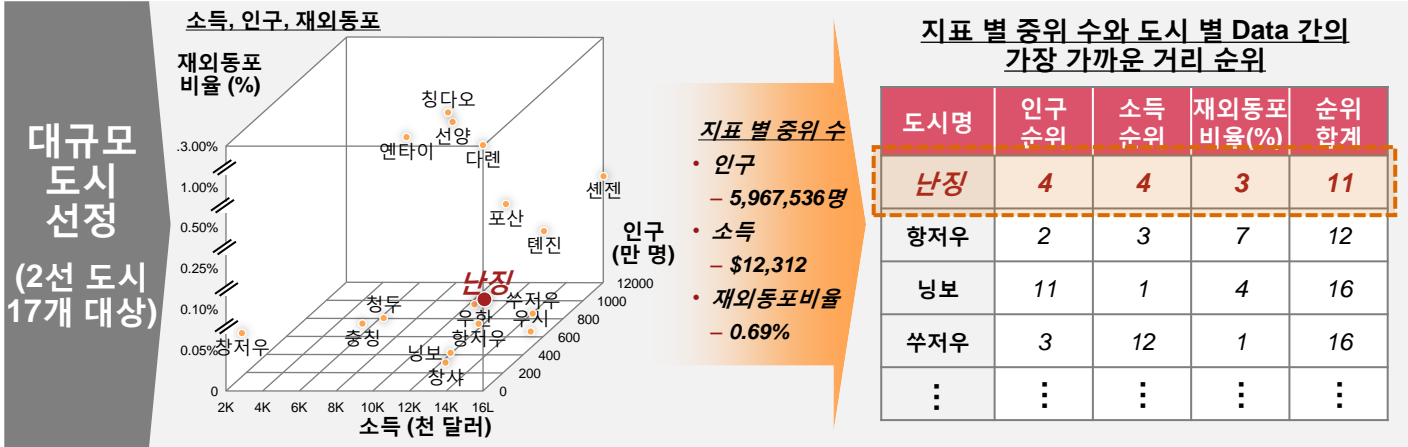 대규모
도시
선정
(2선 도시
17개 대상)
소득, 인구, 재외동포
재외동포
비율 (%)
3.00%
1.00%
0.50%
0.25%
0.10%
0.05%
0
칭다오
선양
옌타이
다롄
센젠
포산
톈진
난징
쑤저우
우한
우시
청두
충칭
항저우
창저우
닝보
창샤
인구
(만 명)
12000
1000
800
600
400
200
0
2K 4K 6K 8K 10K 12K 14K 16L
소득 (천 달러)
지표 별 중위 수
• 인구
– 5,967,536명
• 소득
– $12,312
• 재외동포비율
– 0.69%
지표 별 중위 수와 도시 별 Data 간의
가장 가까운 거리 순위
도시명 인구 순위 소득 순위 재외동포 비율(%) 순위 합계
난징 4 4 3 11
항저우 2 3 7 12
닝보 11 1 4 16
쑤저우 3 12 1 16
⋮ ⋮ ⋮ ⋮ ⋮